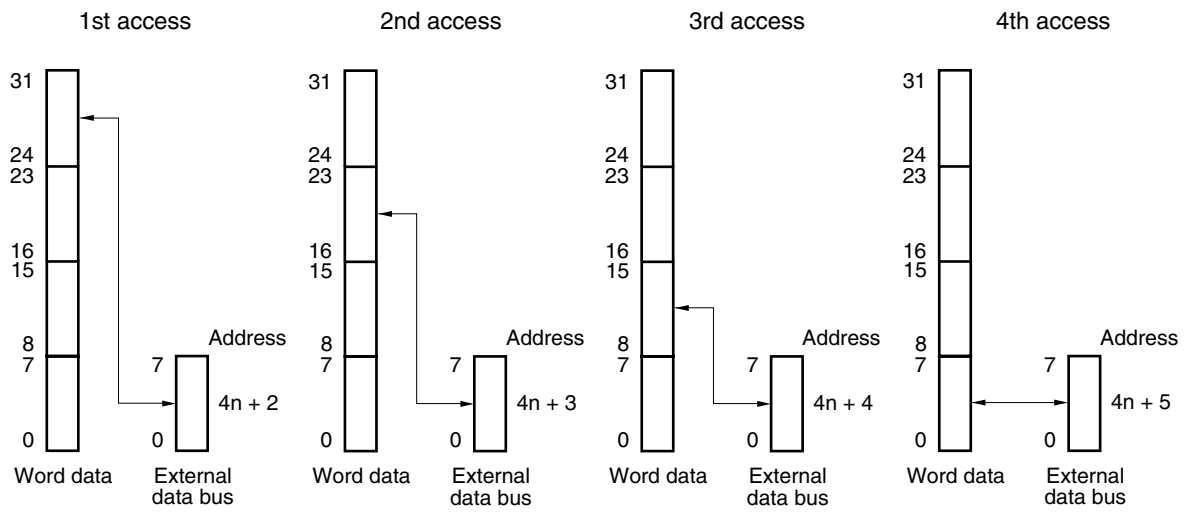 1st access
2nd access
3rd access
4th access
31
24
23
16
15
8
7
0
Address
7
4n + 2
0
Word data
External
data bus
31
24
23
16
15
8
7
0
Address
7
4n + 3
0
Word data
External
data bus
31
24
23
16
15
8
7
0
Address
7
4n + 4
0
Word data
External
data bus
31
24
23
16
15
8
7
0
Address
7
4n + 5
0
Word data
External
data bus